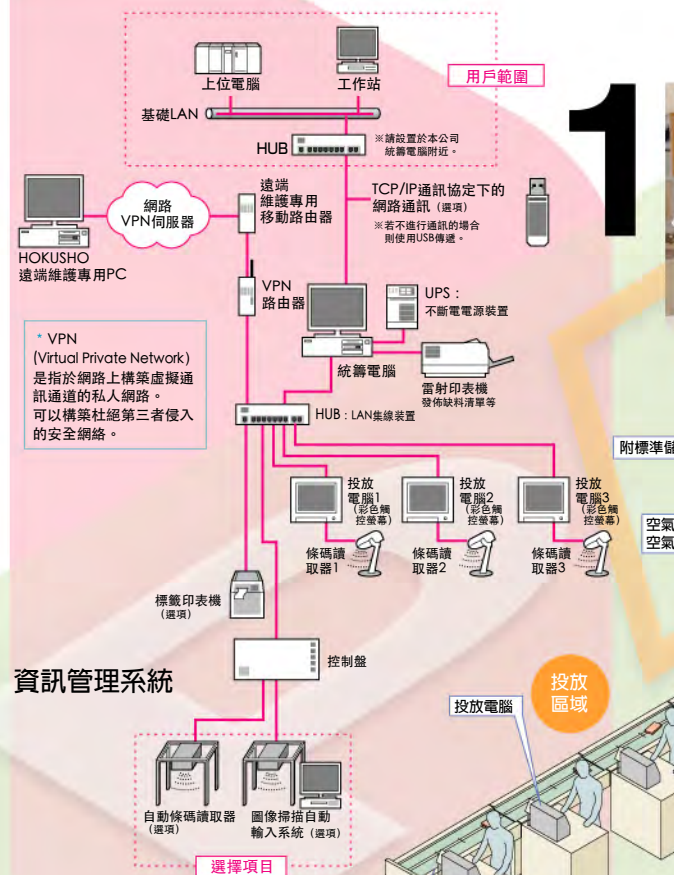 用戶範圍
上位電腦
工作站
基礎LAN
HUB
※請設置於本公司
統籌電腦附近。
1
網路
VPN伺服器
遠端
維護專用
移動路由器
TCP/IP通訊協定下的
網路通訊（選項）
※若不進行通訊的場合
則使用USB傳遞。
HOKUSHO
遠端維護專用PC
VPN
路由器
UPS：
不斷電電源裝置
* VPN
(Virtual Private Network)
是指於網路上構築虛擬通
訊通道的私人網路。
可以構築杜絕第三者侵入
的安全網絡。
統籌電腦
雷射印表機
發佈缺料清單等
HUB：LAN集線裝置
附標準儲
投放
電腦1
（彩色觸
控螢幕）
投放
電腦2
（彩色觸
控螢幕）
投放
電腦3
（彩色觸
控螢幕）
空氣
空氣
條碼讀
取器1
條碼讀
取器2
條碼讀
取器3
標籤印表機
（選項）
控制盤
資訊管理系統
投放
區域
投放電腦
自動條碼讀取器
（選項）
圖像掃描自動
輸入系統（選項）
選擇項目